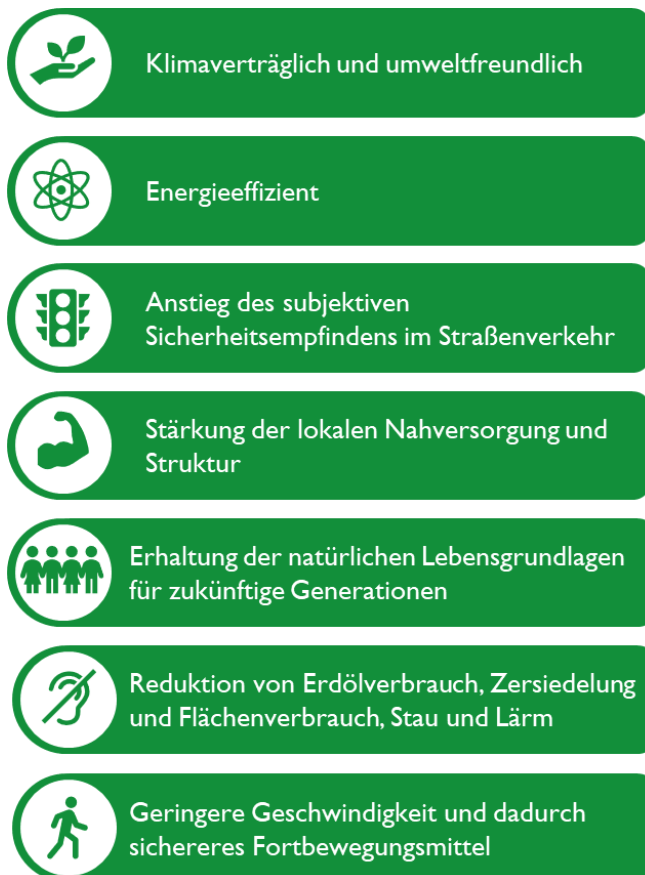 Klimaverträglich und umweltfreundlich
Energieeffizient
Anstieg des subjektiven
Sicherheitsempfindens im Straßenverkehr
Stärkung der lokalen Nahversorgung und
Struktur
Erhaltung der natürlichen Lebensgrundlagen
für zukünftige Generationen
Reduktion von Erdölverbrauch, Zersiedelung
und Flächenverbrauch, Stau und Lärm
Geringere Geschwindigkeit und dadurch
sichereres Fortbewegungsmittel